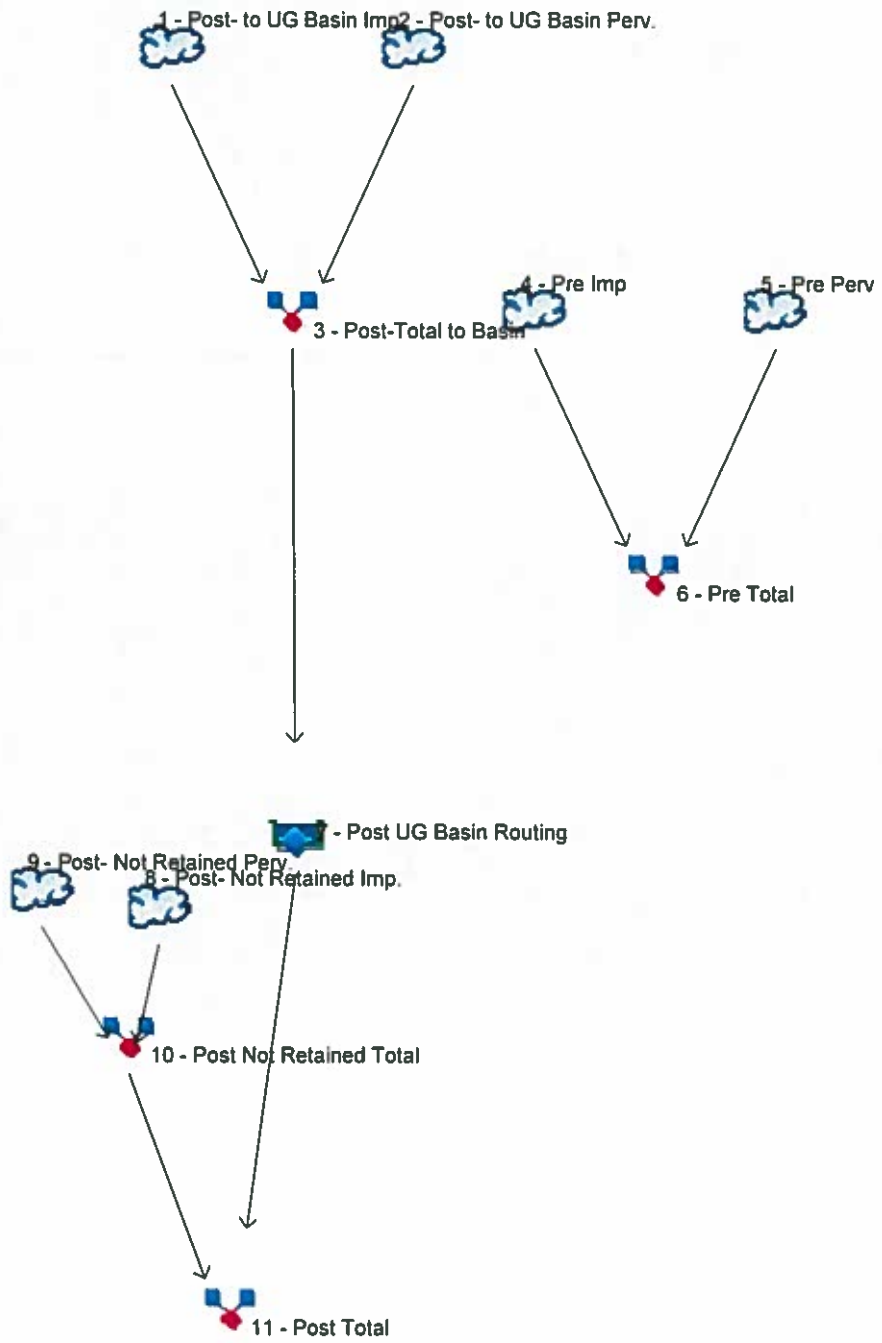 1 - Post- to UG Basin Imp.
2 - Post- to UG Basin Perv.
3 - Post-Total to Basin
4 - Pre Imp
5 - Pre Perv
6 - Pre Total
7 - Post UG Basin Routing
9 - Post- Not Retained Perv.
8 - Post- Not Retained Imp.
10 - Post Not Retained Total
11 - Post Total